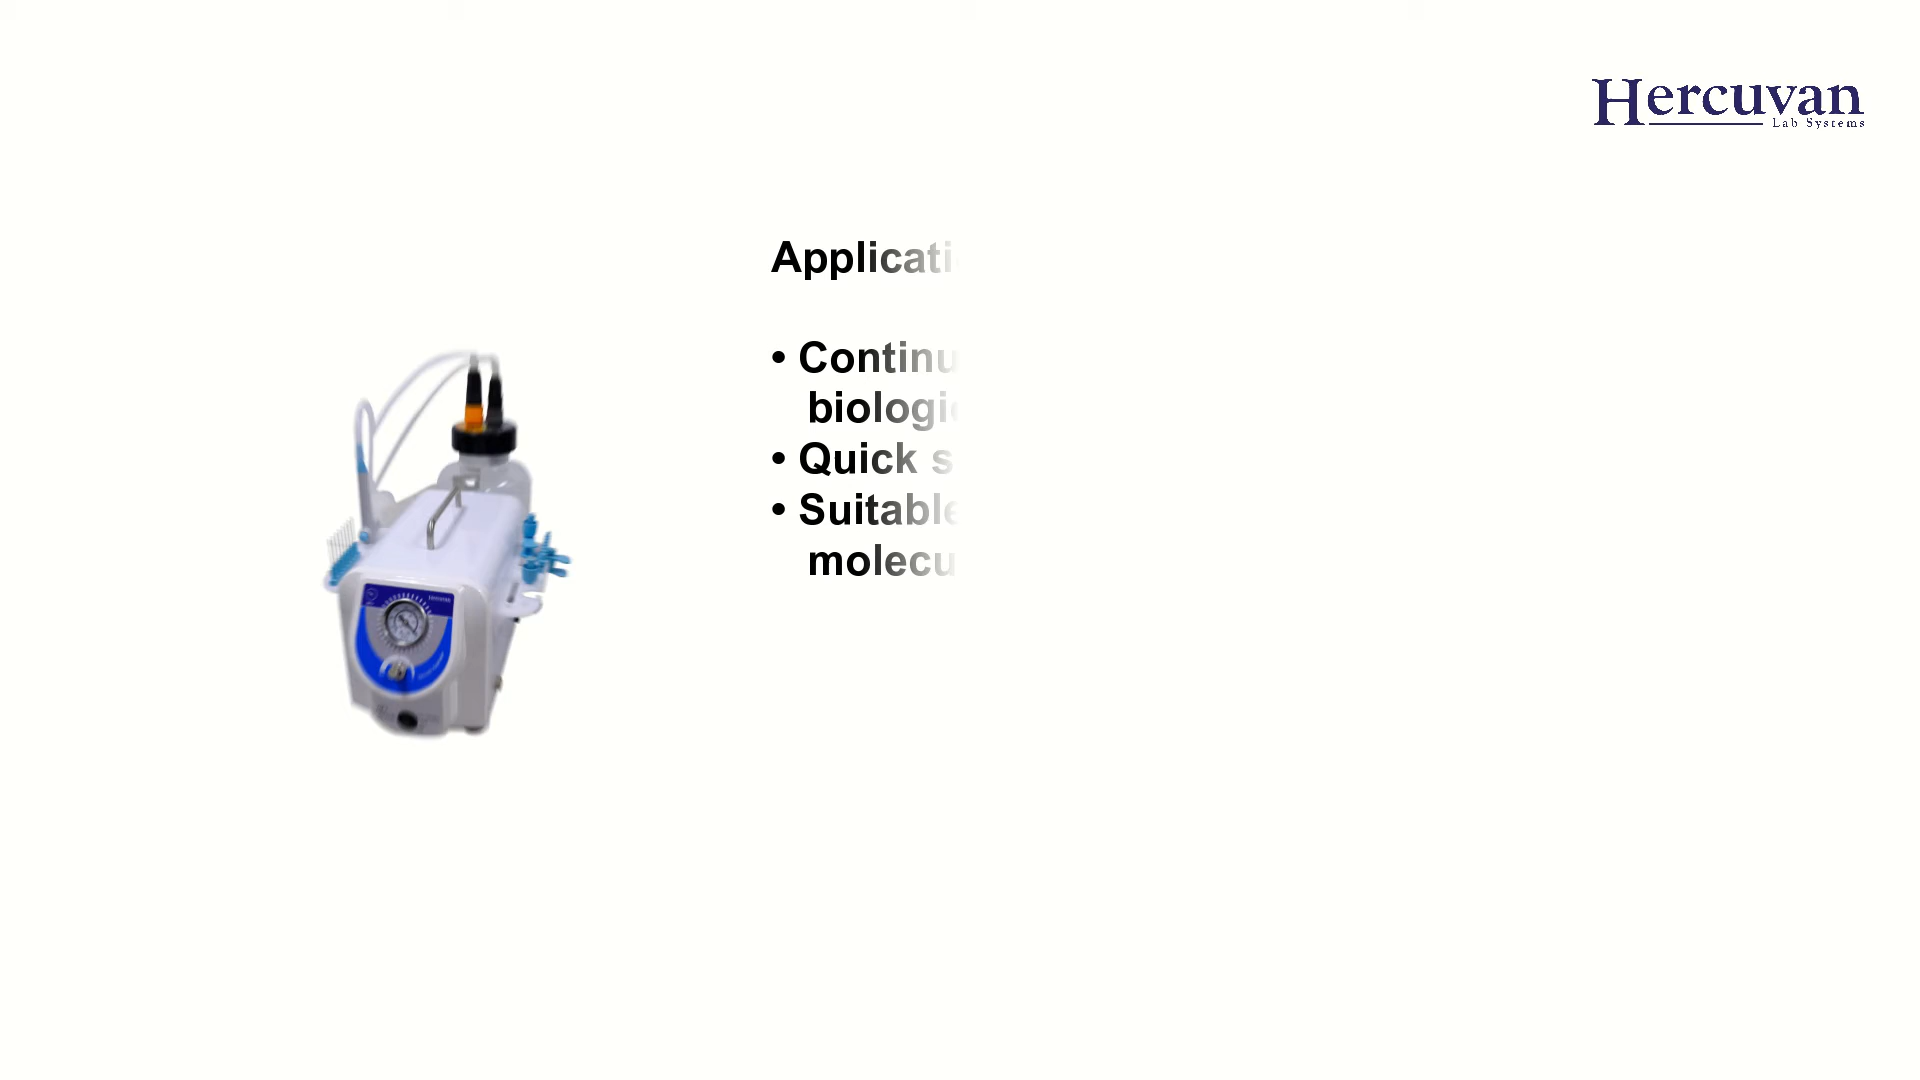 Hercuvan
Lab Systems
Applicati
• Continu
biologi
• Quick s
• Suitable
molecu